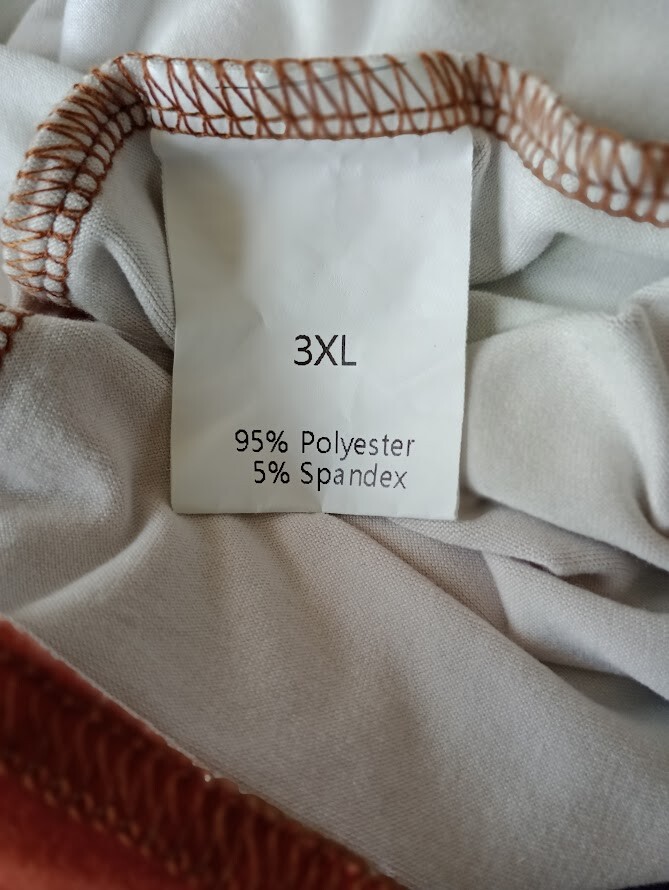 3XL
95% Polyester
5% Spandex